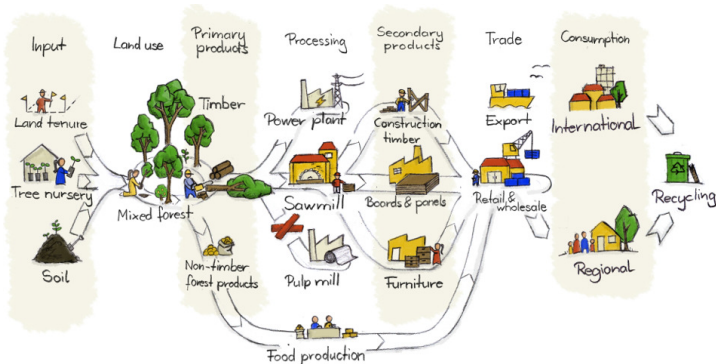 Input
Land use
Primary
products
Processing
Secondary
products
Trade
Consumption
Land tenure
Tree nursery
Soil
Mixed forest
Timber
Non-timber
forest products
Power plant
Sawmill
Pulp mill
Food production
Construction
timber
Boards & panels
Furniture
Export
Retail &
wholesale
International
Regional
Recycling